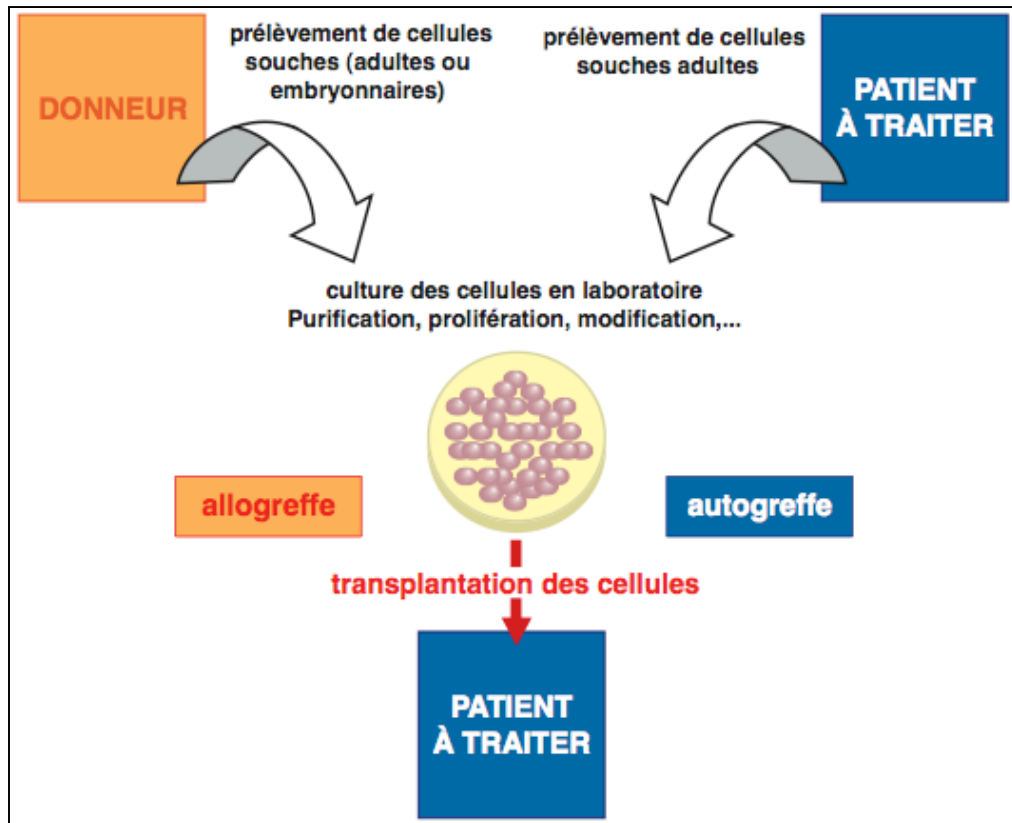 DONNEUR
prélèvement de cellules
souches (adultes ou
embryonnaires)
prélèvement de cellules
souches adultes
PATIENT
À TRAITER
culture des cellules en laboratoire
Purification, prolifération, modification,...
allogreffe
autogreffe
transplantation des cellules
PATIENT
À TRAITER